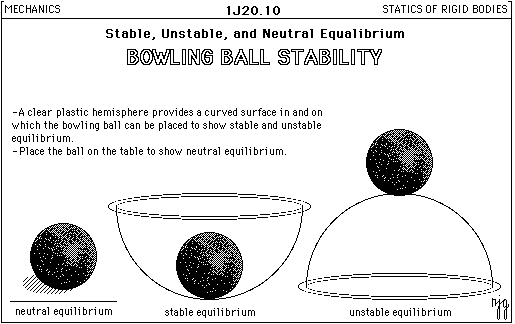 MECHANICS
1J20.10
STATICS OF RIGID BODIES
Stable, Unstable, and Neutral Equalibrium
BOWLING BALL STABILITY
-A clear plastic hemisphere provides a curved surface in and on
which the bowling ball can be placed to show stable and unstable
equilibrium.
-Place the ball on the table to show neutral equilibrium.
neutral equilibrium
stable equilibrium
unstable equilibrium